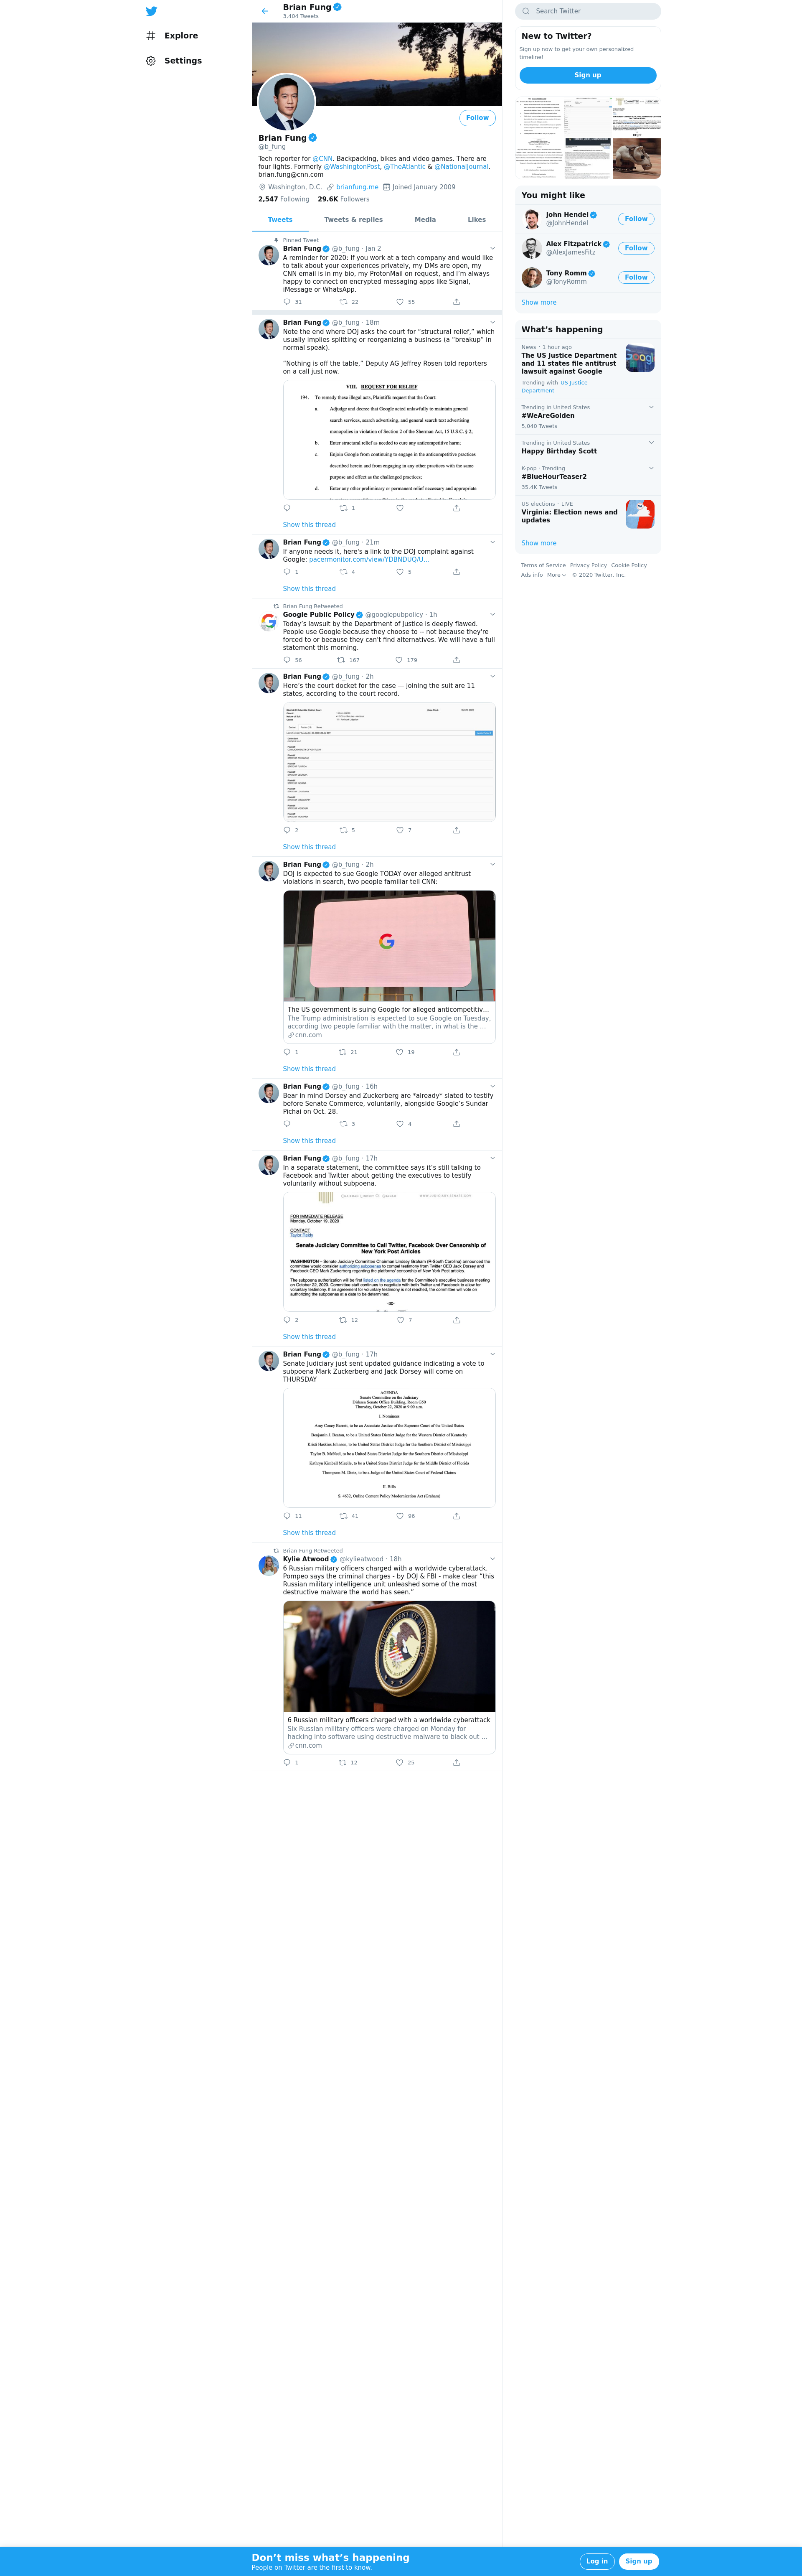 Explore
Settings
Brian Fung
3,404 Tweets
Follow
Brian Fung
@b_fung
Tech reporter for @CNN. Backpacking, bikes and video games. There are
four lights. Formerly @WashingtonPost, @TheAtlantic & @NationalJournal.
brian.fung@cnn.com
Washington, D.C. brianfung.me Joined January 2009
2,547 Following 29.6K Followers
Tweets Tweets & replies Media Likes
Pinned Tweet
Brian Fung @b_fung · Jan 2
A reminder for 2020: If you work at a tech company and would like
to talk about your experiences privately, my DMs are open, my
CNN email is in my bio, my ProtonMail on request, and I'm always
happy to connect on encrypted messaging apps like Signal,
iMessage or WhatsApp.
31 22 55
Brian Fung @b_fung · 18m
Note the end where DOJ asks the court for “structural relief,” which
usually implies splitting or reorganizing a business (a “breakup” in
normal speak).
“Nothing is off the table,” Deputy AG Jeffrey Rosen told reporters
on a call just now.
VIII. REQUEST FOR RELIEF
194. To remedy these illegal acts, Plaintiffs request that the Court:
a. Adjudge and decree that Google acted unlawfully to maintain general
search services, search advertising, and general search text advertising
monopolies in violation of Section 2 of the Sherman Act, 15 U.S.C. § 2;
b. Enter structural relief as needed to cure any anticompetitive harm;
c. Enjoin Google from continuing to engage in the anticompetitive practices
described herein and from engaging in any other practices with the same
purpose and effect as the challenged practices;
d. Enter any other preliminary or permanent relief necessary and appropriate
1
Show this thread
Brian Fung @b_fung · 21m
If anyone needs it, here's a link to the DOJ complaint against
Google: pacermonitor.com/view/YDBNDUQ/U...
1 4 5
Show this thread
Brian Fung Retweeted
Google Public Policy @googlepubpolicy · 1h
Today's lawsuit by the Department of Justice is deeply flawed.
People use Google because they choose to -- not because they're
forced to or because they can't find alternatives. We will have a full
statement this morning.
56 167 179
Brian Fung @b_fung · 2h
Here's the court docket for the case — joining the suit are 11
states, according to the court record.
2 5 7
Show this thread
Brian Fung @b_fung · 2h
DOJ is expected to sue Google TODAY over alleged antitrust
violations in search, two people familiar tell CNN:
The US government is suing Google for alleged anticompetitiv...
The Trump administration is expected to sue Google on Tuesday,
according two people familiar with the matter, in what is the ...
cnn.com
1 21 19
Show this thread
Brian Fung @b_fung · 16h
Bear in mind Dorsey and Zuckerberg are *already* slated to testify
before Senate Commerce, voluntarily, alongside Google's Sundar
Pichai on Oct. 28.
3 4
Show this thread
Brian Fung @b_fung · 17h
In a separate statement, the committee says it's still talking to
Facebook and Twitter about getting the executives to testify
voluntarily without subpoena.
FOR IMMEDIATE RELEASE
Monday, October 19, 2020
CONTACT
Taylor Reidy
Senate Judiciary Committee to Call Twitter, Facebook Over Censorship of
New York Post Articles
WASHINGTON – Senate Judiciary Committee Chairman Lindsey Graham (R-South Carolina) announced the
committee would consider authorizing subpoenas to compel testimony from Twitter CEO Jack Dorsey and
Facebook CEO Mark Zuckerberg regarding the platforms' censorship of New York Post articles.
The subpoena authorization will be first listed on the agenda for the Committee's executive business meeting
on October 22, 2020. Committee staff continues to negotiate with both Twitter and Facebook to allow for
voluntary testimony. If an agreement for voluntary testimony is not reached, the committee will vote on
authorizing the subpoenas at a date to be determined.
-30-
2 12 7
Show this thread
Brian Fung @b_fung · 17h
Senate Judiciary just sent updated guidance indicating a vote to
subpoena Mark Zuckerberg and Jack Dorsey will come on
THURSDAY
AGENDA
Senate Committee on the Judiciary
Dirksen Senate Office Building, Room G50
Thursday, October 22, 2020 at 9:00 a.m.
I. Nominees
Amy Coney Barrett, to be an Associate Justice of the Supreme Court of the United States
Benjamin J. Beaton, to be a United States District Judge for the Western District of Kentucky
Kristi Haskins Johnson, to be United States District Judge for the Southern District of Mississippi
Taylor B. McNeel, to be a United States District Judge for the Southern District of Mississippi
Kathryn Kimball Mizelle, to be a United States District Judge for the Middle District of Florida
Thompson M. Dietz, to be a Judge of the United States Court of Federal Claims
II. Bills
S. 4632, Online Content Policy Modernization Act (Graham)
11 41 96
Show this thread
Brian Fung Retweeted
Kylie Atwood @kylieatwood · 18h
6 Russian military officers charged with a worldwide cyberattack.
Pompeo says the criminal charges - by DOJ & FBI - make clear “this
Russian military intelligence unit unleashed some of the most
destructive malware the world has seen.”
6 Russian military officers charged with a worldwide cyberattack
Six Russian military officers were charged on Monday for
hacking into software using destructive malware to black out ...
cnn.com
1 12 25
Search Twitter
New to Twitter?
Sign up now to get your own personalized
timeline!
Sign up
You might like
John Hendel
@JohnHendel
Follow
Alex Fitzpatrick
@AlexJamesFitz
Follow
Tony Romm
@TonyRomm
Follow
Show more
What's happening
News · 1 hour ago
The US Justice Department
and 11 states file antitrust
lawsuit against Google
Trending with US Justice
Department
Trending in United States
#WeAreGolden
5,040 Tweets
Trending in United States
Happy Birthday Scott
K-pop · Trending
#BlueHourTeaser2
35.4K Tweets
US elections · LIVE
Virginia: Election news and
updates
Show more
Terms of Service Privacy Policy Cookie Policy
Ads info More © 2020 Twitter, Inc.
Don't miss what's happening
People on Twitter are the first to know.
Log in
Sign up